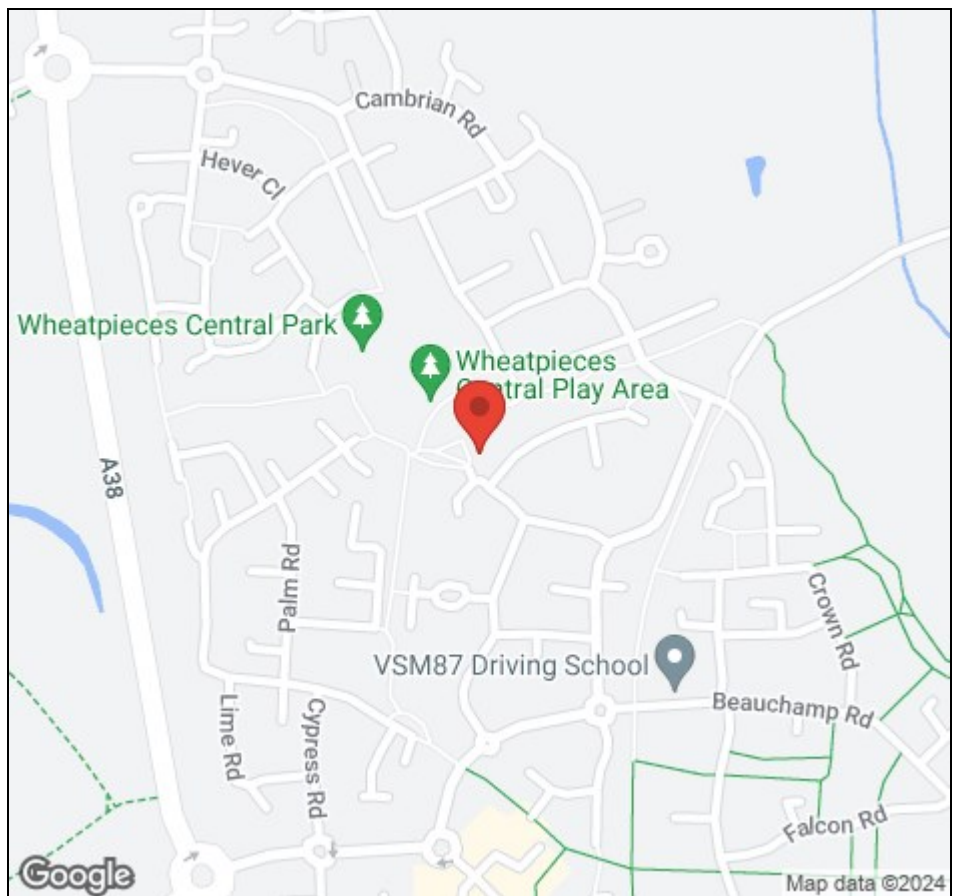 Cambrian Rd
Hever Cl
Wheatpieces Central Park
Wheatpieces
Central Play Area
A38
Palm Rd
Crown Rd
VSM87 Driving School
Lime Rd
Cypress Rd
Beauchamp Rd
Falcon Rd
Google
Map data ©2024